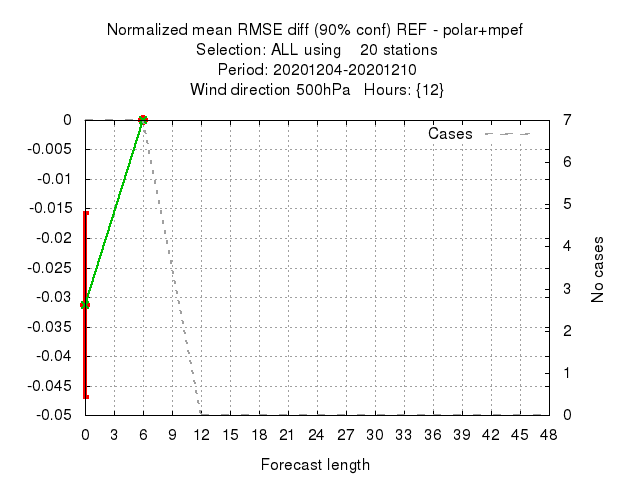 Normalized mean RMSE diff (90% conf) REF - polar+mpef
Selection: ALL using 20 stations
Period: 20201204-20201210
Wind direction 500hPa Hours: {12}
Cases
0
-0.005
-0.01
-0.015
-0.02
-0.025
-0.03
-0.035
-0.04
-0.045
-0.05
7
6
5
4
3
2
1
0
No cases
0 3 6 9 12 15 18 21 24 27 30 33 36 39 42 45 48
Forecast length